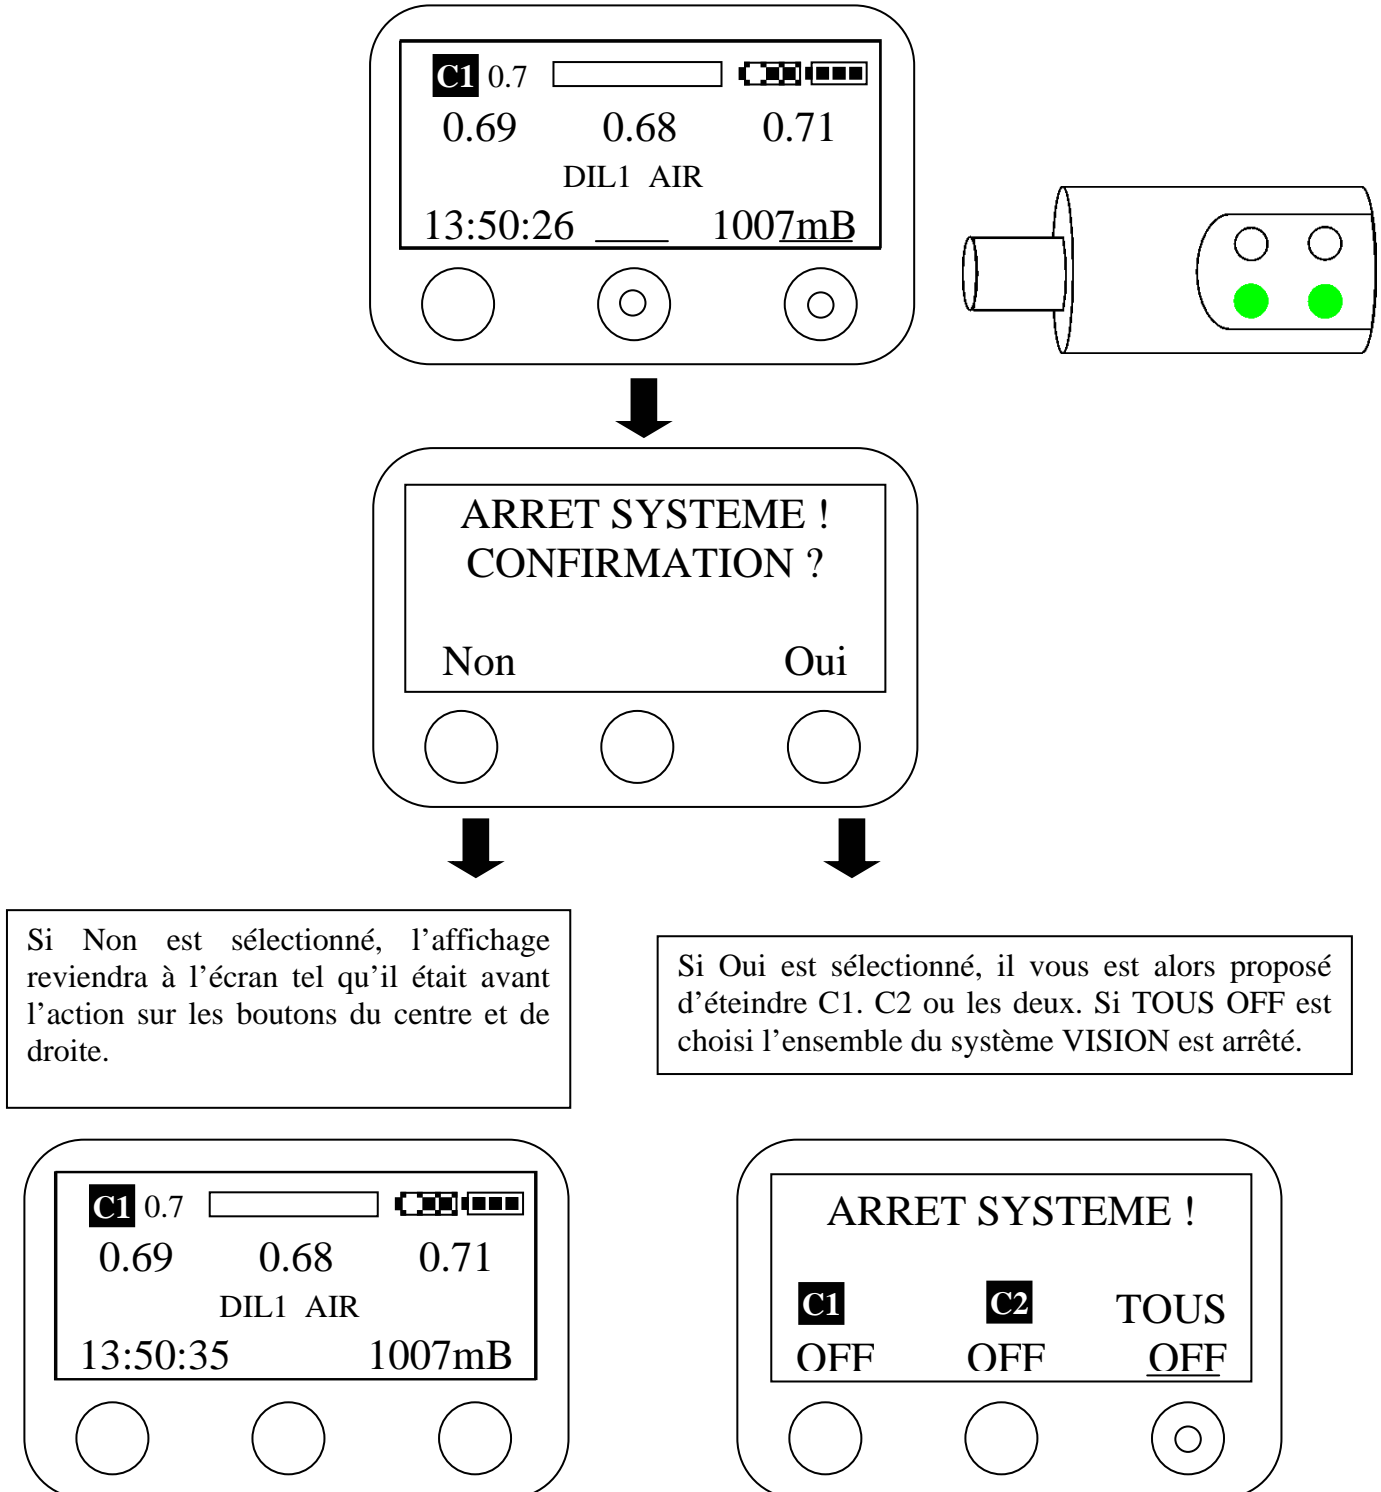 C1 0.7
0.69 0.68 0.71
DIL1 AIR
13:50:26 1007mB
ARRET SYSTEME !
CONFIRMATION ?
Non Oui
Si Non est sélectionné, l’affichage
reviendra à l’écran tel qu’il était avant
l’action sur les boutons du centre et de
droite.
Si Oui est sélectionné, il vous est alors proposé
d’éteindre C1. C2 ou les deux. Si TOUS OFF est
choisi l’ensemble du système VISION est arrêté.
C1 0.7
0.69 0.68 0.71
DIL1 AIR
13:50:35 1007mB
ARRET SYSTEME !
C1 C2 TOUS
OFF OFF OFF